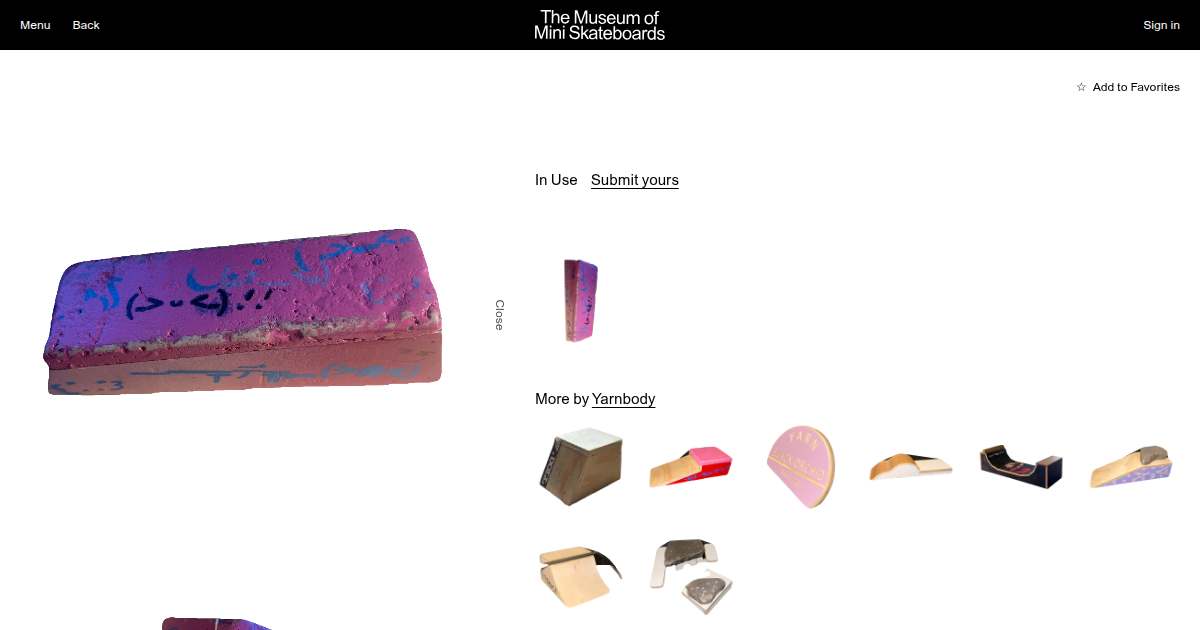 Menu
Back
The Museum of
Mini Skateboards
Sign in
☆ Add to Favorites
In Use
Submit yours
(>ᴗ<)!!
Close
More by Yarnbody
YARN